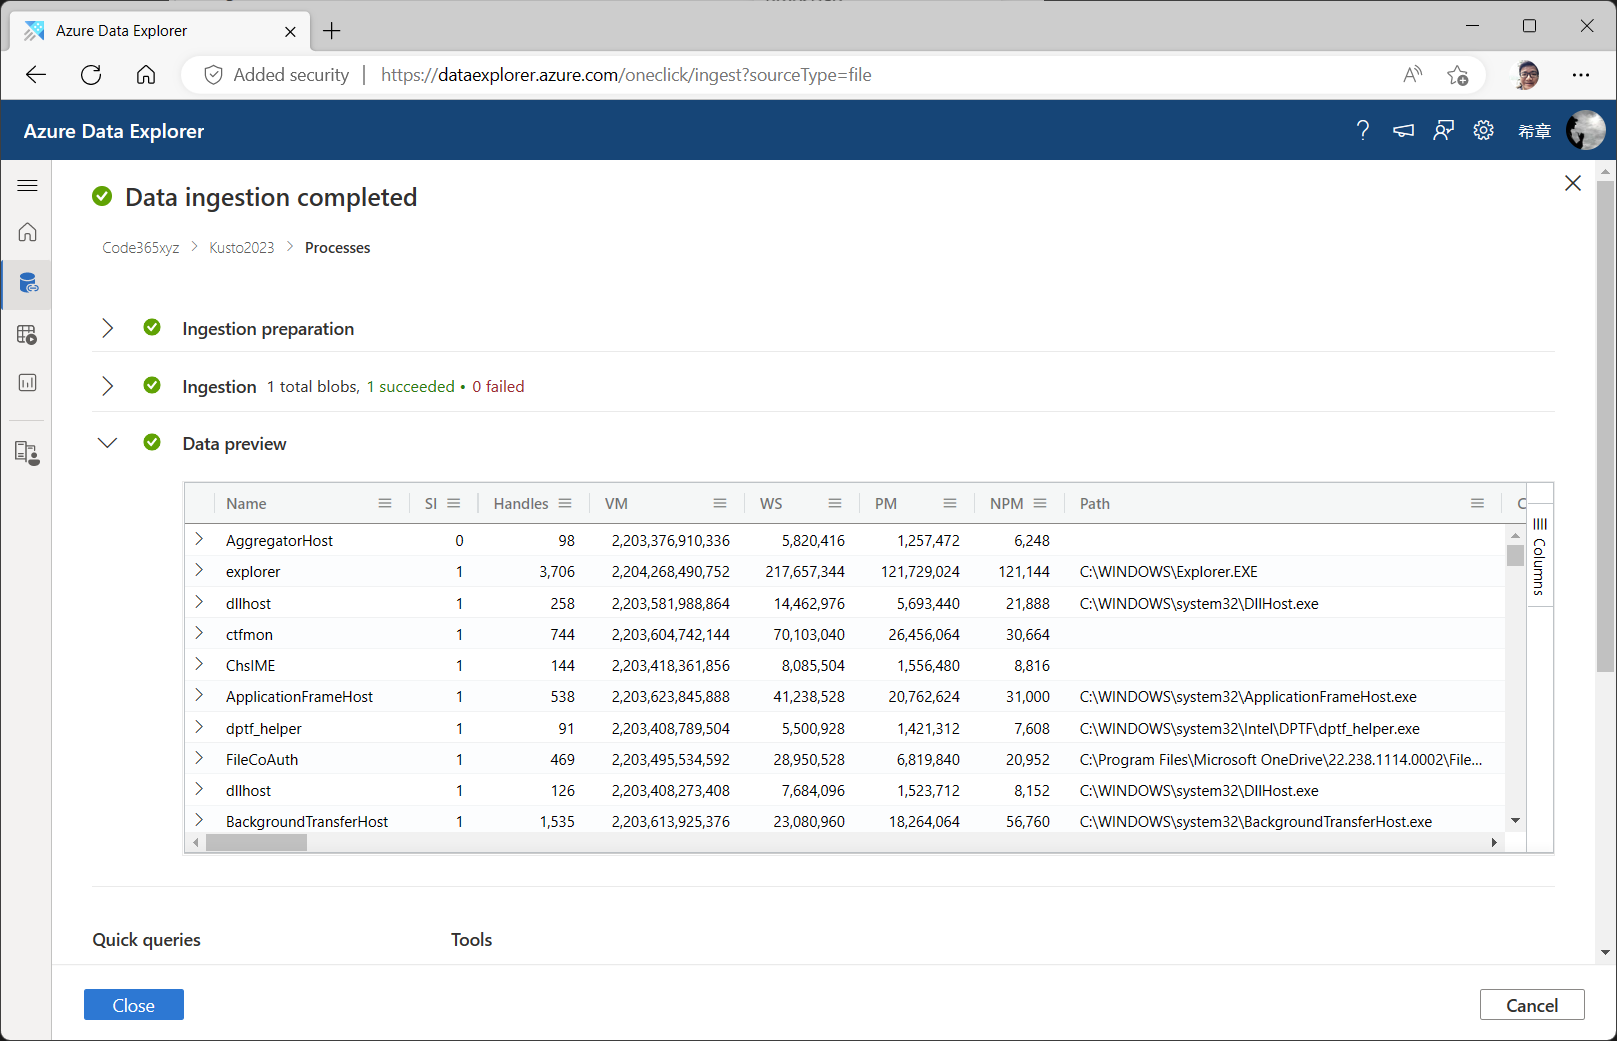 Azure Data Explorer
Added security | https://dataexplorer.azure.com/oneclick/ingest?sourceType=file
Azure Data Explorer
希章
Data ingestion completed
Code365xyz > Kusto2023 > Processes
Ingestion preparation
Ingestion 1 total blobs, 1 succeeded • 0 failed
Data preview
Name SI Handles VM WS PM NPM Path C
AggregatorHost 0 98 2,203,376,910,336 5,820,416 1,257,472 6,248
explorer 1 3,706 2,204,268,490,752 217,657,344 121,729,024 121,144 C:\WINDOWS\Explorer.EXE
dllhost 1 258 2,203,581,988,864 14,462,976 5,693,440 21,888 C:\WINDOWS\system32\DllHost.exe
ctfmon 1 744 2,203,604,742,144 70,103,040 26,456,064 30,664
ChsIME 1 144 2,203,418,361,856 8,085,504 1,556,480 8,816
ApplicationFrameHost 1 538 2,203,623,845,888 41,238,528 20,762,624 31,000 C:\WINDOWS\system32\ApplicationFrameHost.exe
dptf_helper 1 91 2,203,408,789,504 5,500,928 1,421,312 7,608 C:\WINDOWS\system32\Intel\DPTF\dptf_helper.exe
FileCoAuth 1 469 2,203,495,534,592 28,950,528 6,819,840 20,952 C:\Program Files\Microsoft OneDrive\22.238.1114.0002\File...
dllhost 1 126 2,203,408,273,408 7,684,096 1,523,712 8,152 C:\WINDOWS\system32\DllHost.exe
BackgroundTransferHost 1 1,535 2,203,613,925,376 23,080,960 18,264,064 56,760 C:\WINDOWS\system32\BackgroundTransferHost.exe
Columns
Quick queries
Tools
Close
Cancel